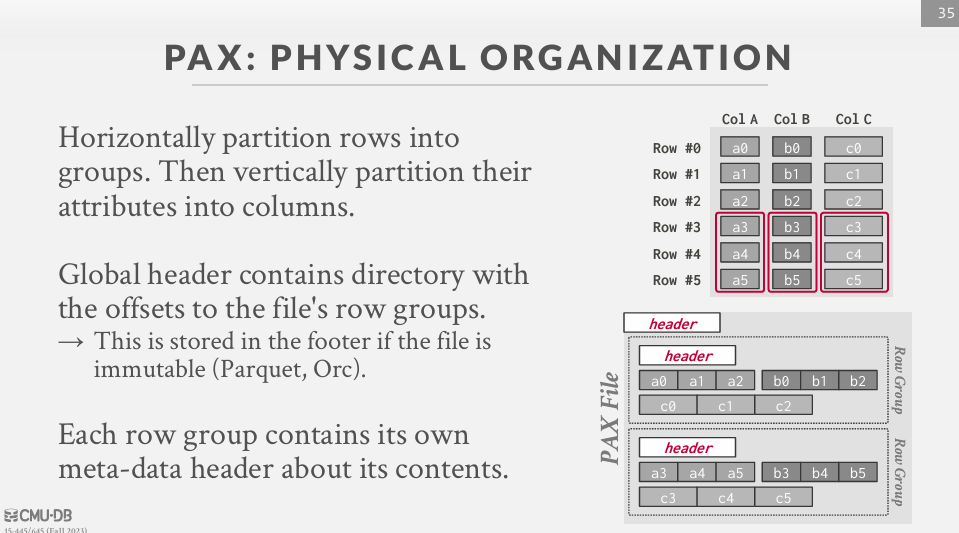 35
PAX: PHYSICAL ORGANIZATION
Horizontally partition rows into
groups. Then vertically partition their
attributes into columns.
Global header contains directory with
the offsets to the file's row groups.
→ This is stored in the footer if the file is
immutable (Parquet, Orc).
Each row group contains its own
meta-data header about its contents.
Col A Col B Col C
Row #0 a0 b0 c0
Row #1 a1 b1 c1
Row #2 a2 b2 c2
Row #3 a3 b3 c3
Row #4 a4 b4 c4
Row #5 a5 b5 c5
PAX File
header
Row Group
header
a0 a1 a2 b0 b1 b2
c0 c1 c2
Row Group
header
a3 a4 a5 b3 b4 b5
c3 c4 c5
CMU·DB
15-445/645 (Fall 2023)